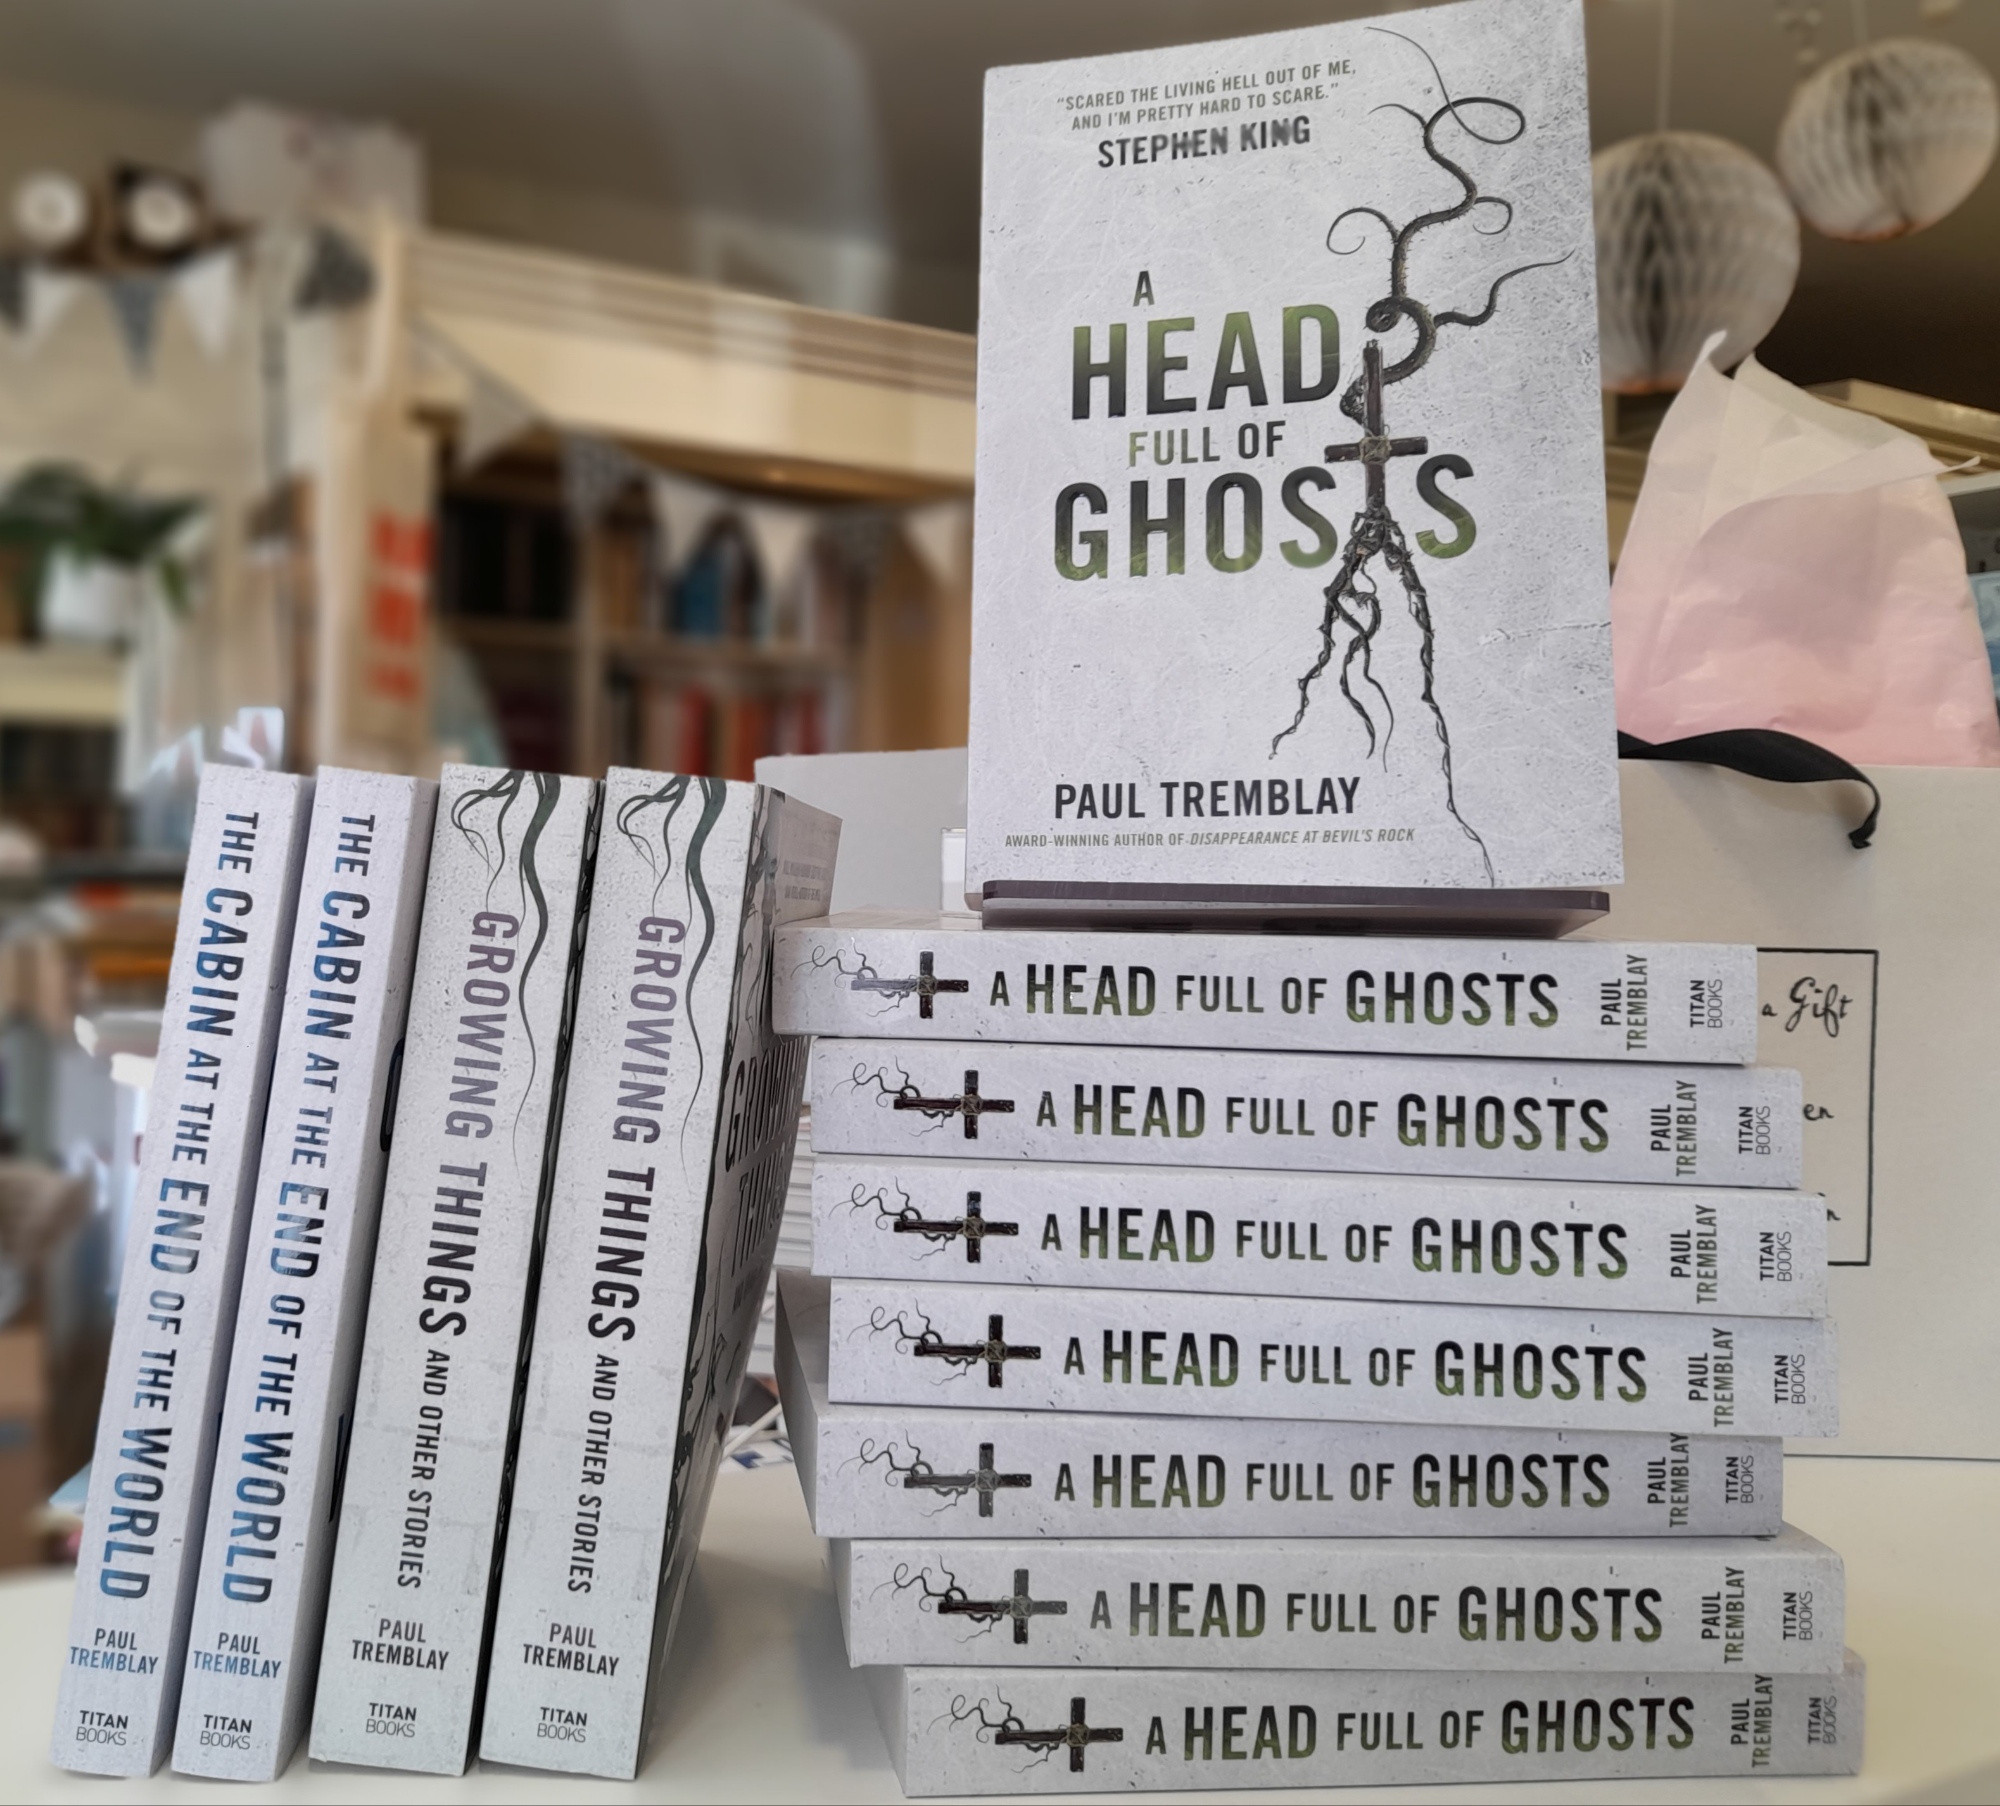 "SCARED THE LIVING HELL OUT OF ME,
AND I'M PRETTY HARD TO SCARE."
STEPHEN KING
A
HEAD
FULL OF
GHOSTS
PAUL TREMBLAY
AWARD-WINNING AUTHOR OF DISAPPEARANCE AT DEVIL'S ROCK
THE CABIN AT THE END OF THE WORLD
PAUL
TREMBLAY
TITAN
BOOKS
THE CABIN AT THE END OF THE WORLD
PAUL
TREMBLAY
TITAN
BOOKS
GROWING THINGS AND OTHER STORIES
PAUL
TREMBLAY
TITAN
BOOKS
GROWING THINGS AND OTHER STORIES
PAUL
TREMBLAY
TITAN
BOOKS
GROWING
THINGS
A HEAD FULL OF GHOSTS
PAUL
TREMBLAY
TITAN
BOOKS
A HEAD FULL OF GHOSTS
PAUL
TREMBLAY
TITAN
BOOKS
A HEAD FULL OF GHOSTS
PAUL
TREMBLAY
TITAN
BOOKS
A HEAD FULL OF GHOSTS
PAUL
TREMBLAY
TITAN
BOOKS
A HEAD FULL OF GHOSTS
PAUL
TREMBLAY
TITAN
BOOKS
A HEAD FULL OF GHOSTS
PAUL
TREMBLAY
TITAN
BOOKS
A HEAD FULL OF GHOSTS
PAUL
TREMBLAY
TITAN
BOOKS
a Gift